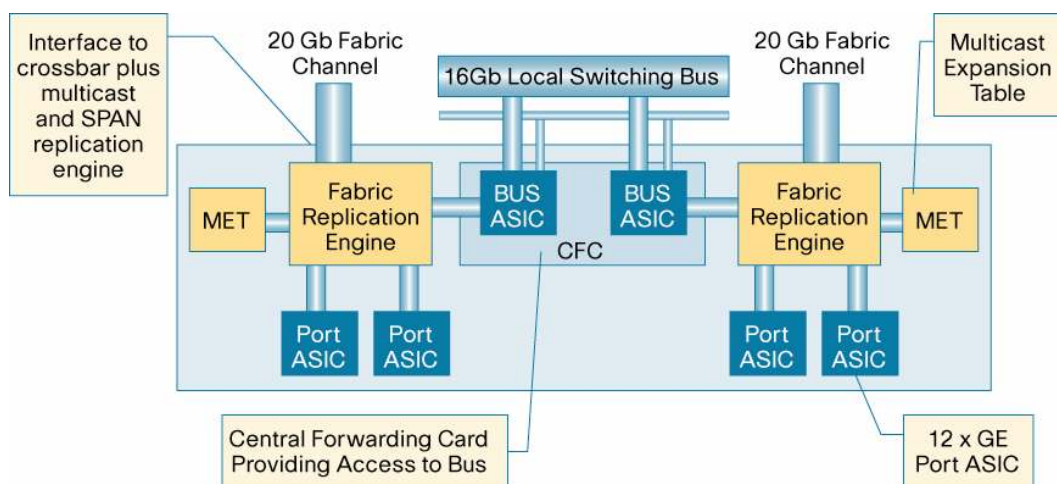 Interface to
crossbar plus
multicast
and SPAN
replication
engine
20 Gb Fabric
Channel
16Gb Local Switching Bus
20 Gb Fabric
Channel
Multicast
Expansion
Table
MET
Fabric
Replication
Engine
BUS
ASIC
BUS
ASIC
CFC
Fabric
Replication
Engine
MET
Port
ASIC
Port
ASIC
Port
ASIC
Port
ASIC
Central Forwarding Card
Providing Access to Bus
12 x GE
Port ASIC